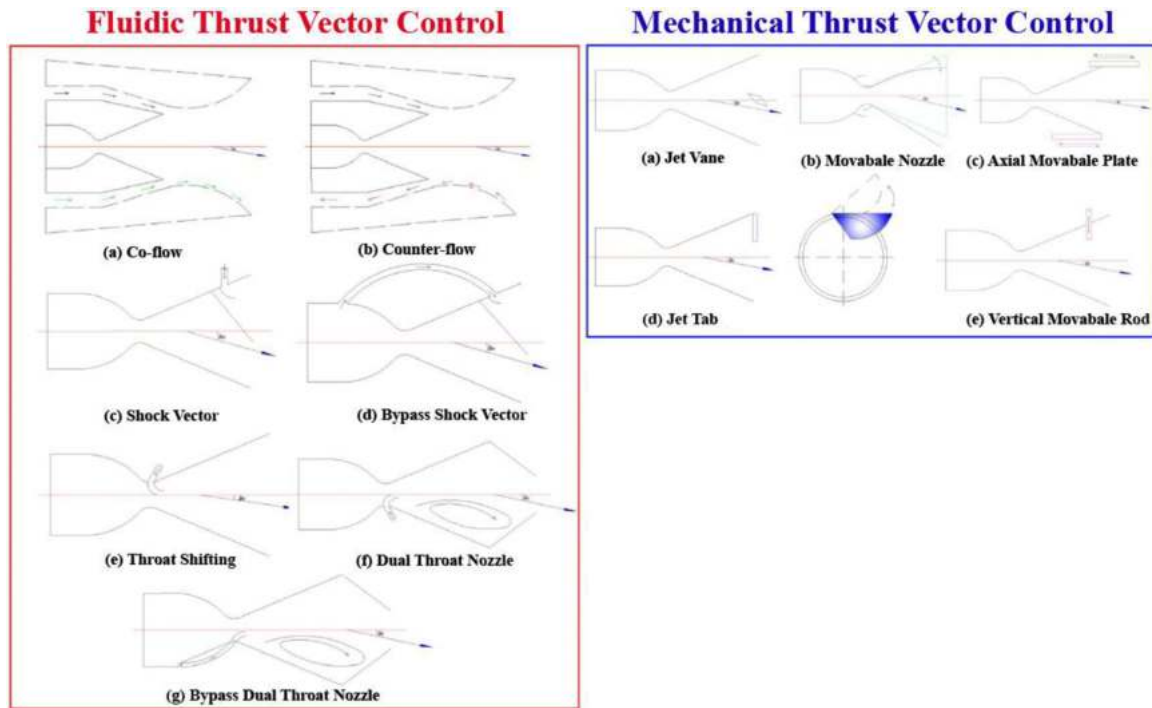 Fluidic Thrust Vector Control
(a) Co-flow
(b) Counter-flow
(c) Shock Vector
(d) Bypass Shock Vector
(e) Throat Shifting
(f) Dual Throat Nozzle
(g) Bypass Dual Throat Nozzle
Mechanical Thrust Vector Control
(a) Jet Vane
(b) Movabale Nozzle
(c) Axial Movabale Plate
(d) Jet Tab
(e) Vertical Movabale Rod